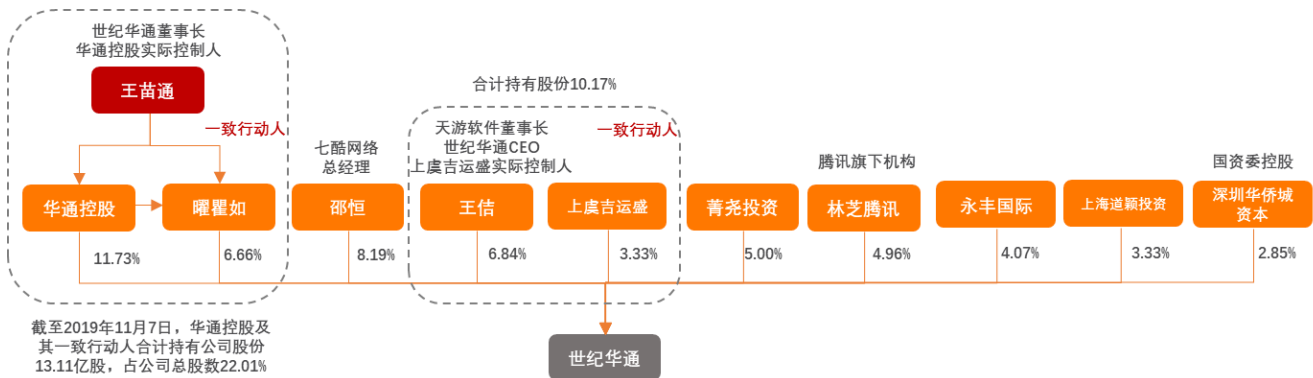 世纪华通董事长
华通控股实际控制人
王苗通
一致行动人
合计持有股份10.17%
七酷网络
总经理
天游软件董事长
世纪华通CEO
上虞吉运盛实际控制人
一致行动人
腾讯旗下机构
国资委控股
华通控股
曜瞿如
邵恒
王佶
上虞吉运盛
菁尧投资
林芝腾讯
永丰国际
上海道颖投资
深圳华侨城
资本
11.73%
6.66%
8.19%
6.84%
3.33%
5.00%
4.96%
4.07%
3.33%
2.85%
截至2019年11月7日，华通控股及
其一致行动人合计持有公司股份
13.11亿股，占公司总股数22.01%
世纪华通